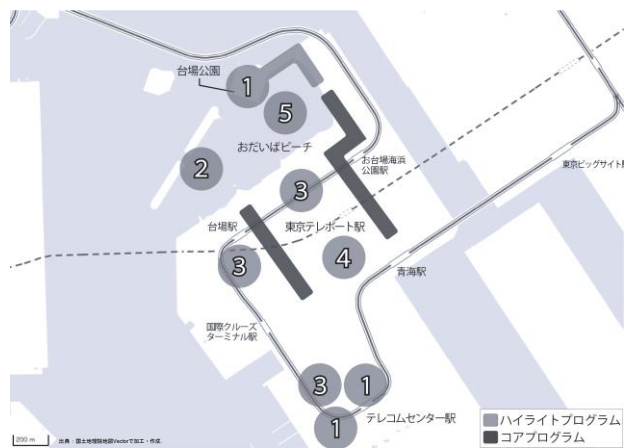 台場公園
1
5
おだいばビーチ
2
お台場海浜
公園駅
東京ビッグサイト駅
3
台場駅
東京テレポート駅
3
4
青海駅
国際クルーズ
ターミナル駅
3
1
1
テレコムセンター駅
ハイライトプログラム
コアプログラム
200 m
出典：国土地理院地図Vectorで加工・作成.